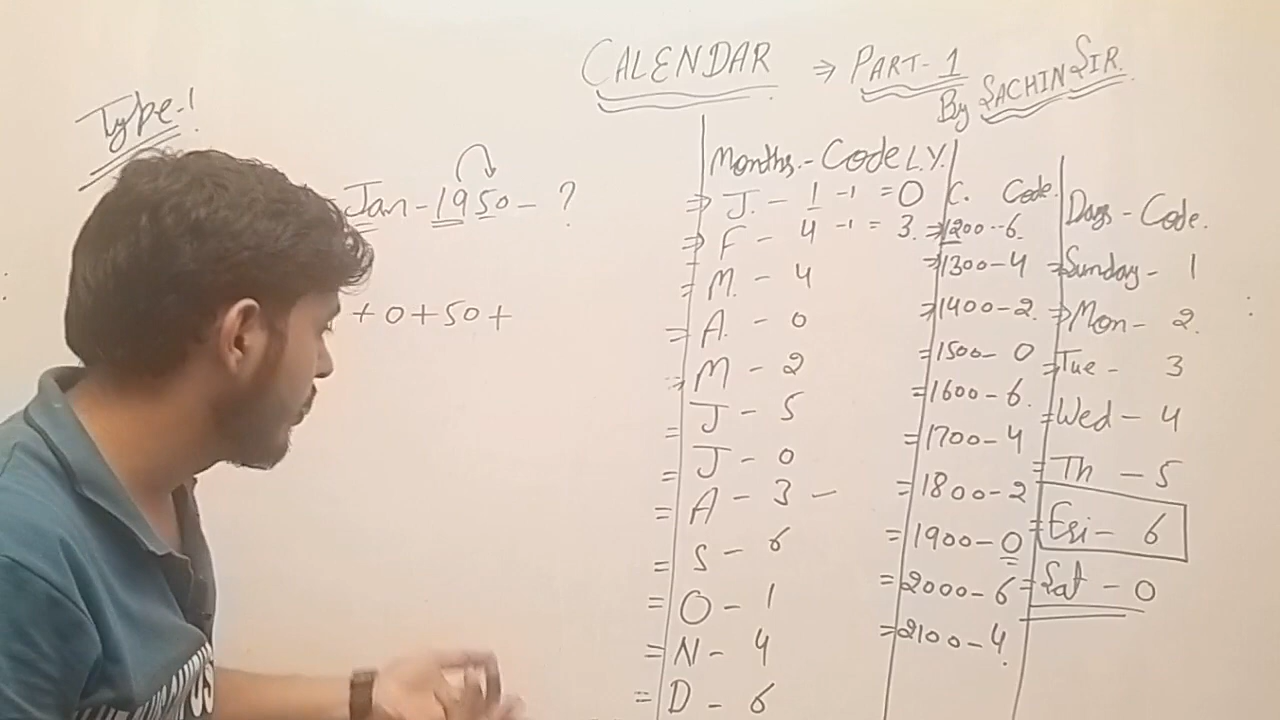 CALENDAR ⇒ PART-1
By SACHIN SIR.
Type-1
Jan-1950-?
+0+50+
Months.-Code L.Y.
⇒ J. - 1 -1 = 0
⇒ F - 4 -1 = 3.
= M. - 4
= A. - 0
⇒ M - 2
= J - 5
= J - 0
= A - 3 -
= S - 6
= O - 1
= N - 4
= D - 6
C. Code.
⇒ 1200--6.
⇒ 1300-4
= 1400-2.
= 1500- 0
= 1600-6.
= 1700-4
= 1800-2
= 1900-0
= 2000-6
= 2100-4.
Days-Code.
⇒ Sunday- 1
⇒ Mon- 2.
= Tue - 3
= Wed - 4
= Th - 5
= Fri- 6
= Sat - 0